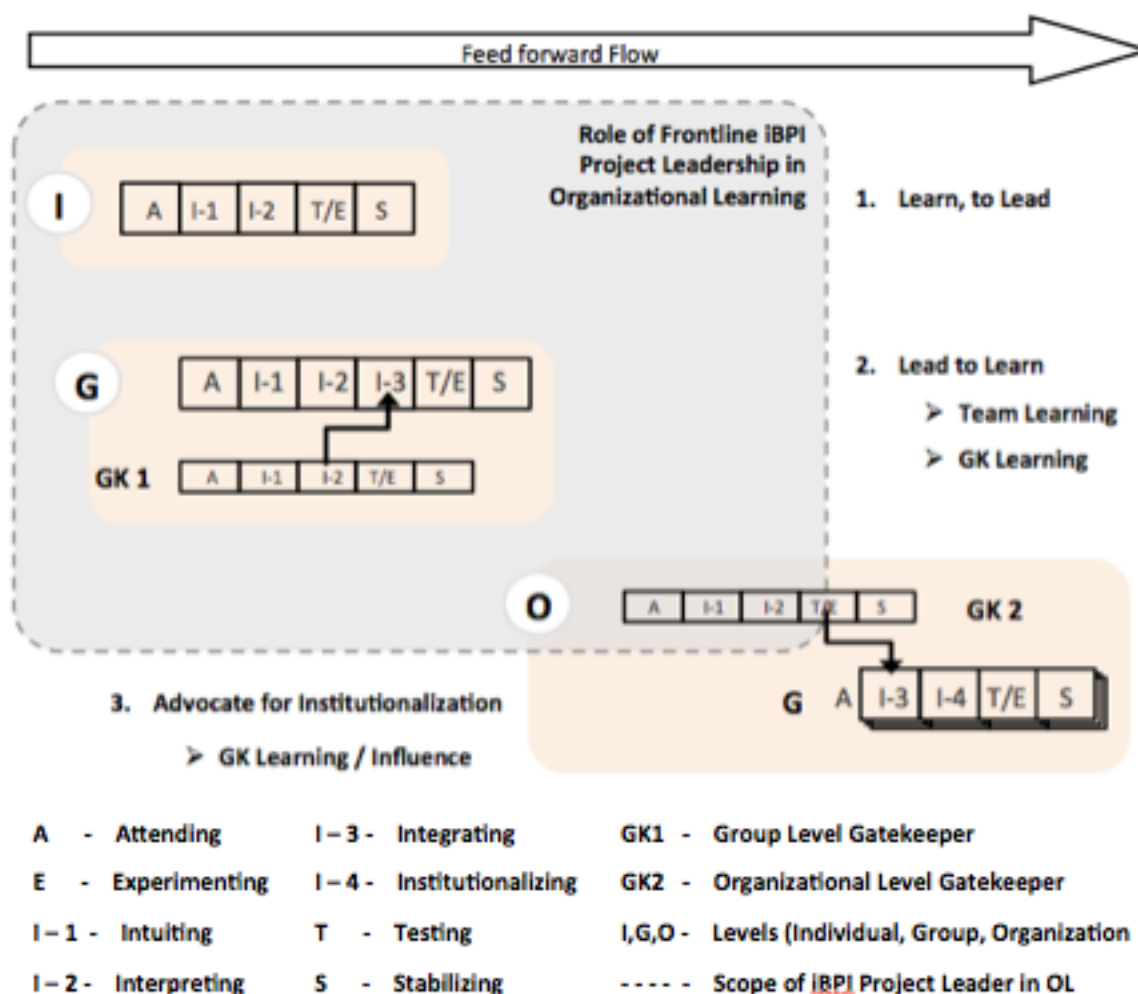 Feed forward Flow
Role of Frontline iBPI
Project Leadership in
Organizational Learning
I
A I-1 I-2 T/E S
1. Learn, to Lead
G
A I-1 I-2 I-3 T/E S
GK 1
A I-1 I-2 T/E S
2. Lead to Learn
➢ Team Learning
➢ GK Learning
O
A I-1 I-2 T/E S
GK 2
G A I-3 I-4 T/E S
3. Advocate for Institutionalization
➢ GK Learning / Influence
A - Attending I – 3 - Integrating GK1 - Group Level Gatekeeper
E - Experimenting I – 4 - Institutionalizing GK2 - Organizational Level Gatekeeper
I – 1 - Intuiting T - Testing I,G,O - Levels (Individual, Group, Organization
I – 2 - Interpreting S - Stabilizing - - - - - Scope of iBPI Project Leader in OL